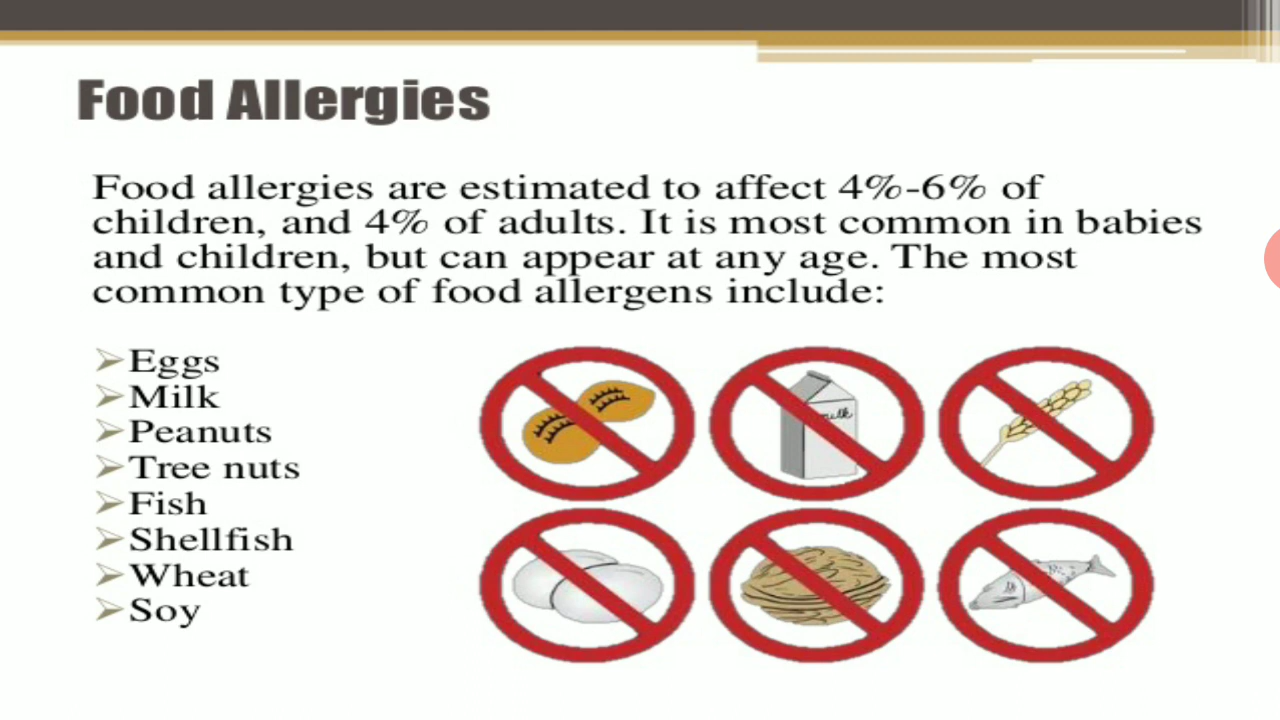 Food Allergies
Food allergies are estimated to affect 4%-6% of
children, and 4% of adults. It is most common in babies
and children, but can appear at any age. The most
common type of food allergens include:
➢Eggs
➢Milk
➢Peanuts
➢Tree nuts
➢Fish
➢Shellfish
➢Wheat
➢Soy